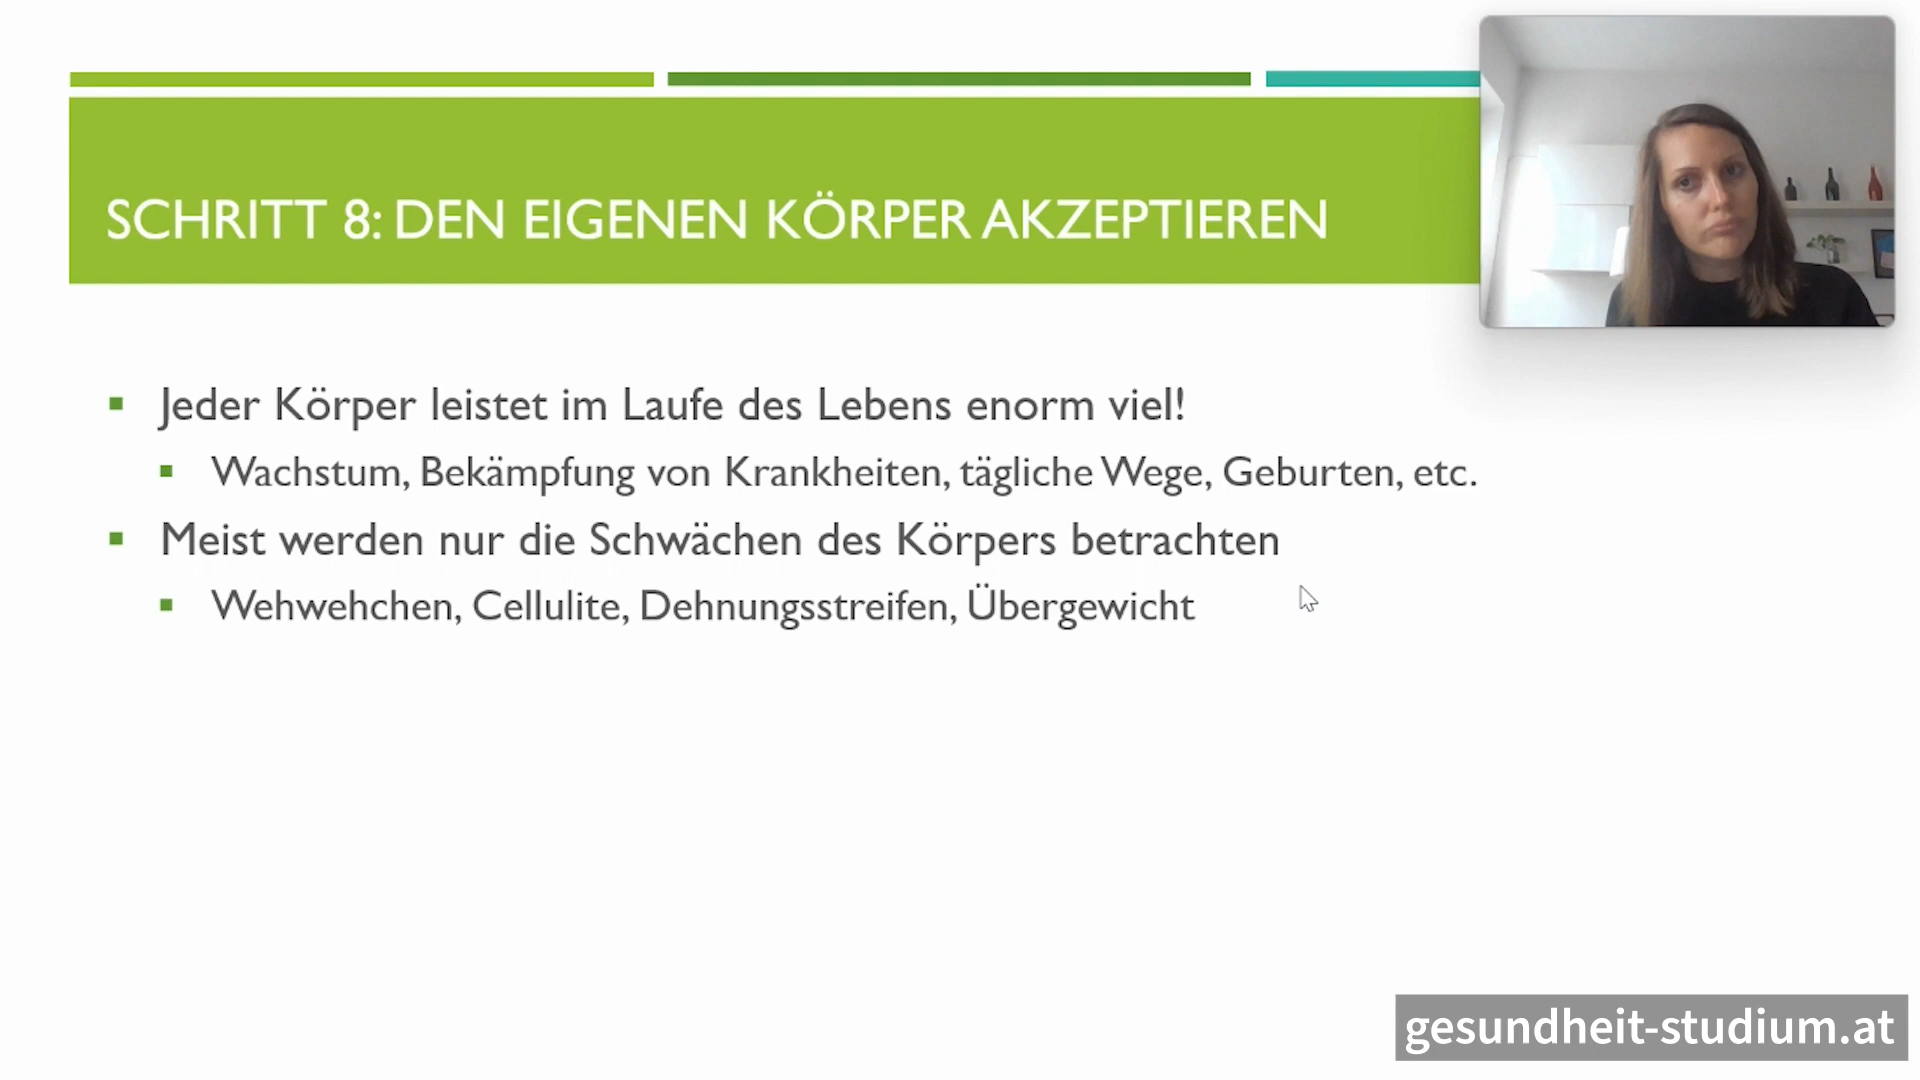 SCHRITT 8: DEN EIGENEN KÖRPER AKZEPTIEREN
Jeder Körper leistet im Laufe des Lebens enorm viel!
Wachstum, Bekämpfung von Krankheiten, tägliche Wege, Geburten, etc.
Meist werden nur die Schwächen des Körpers betrachten
Wehwehchen, Cellulite, Dehnungsstreifen, Übergewicht
gesundheit-studium.at